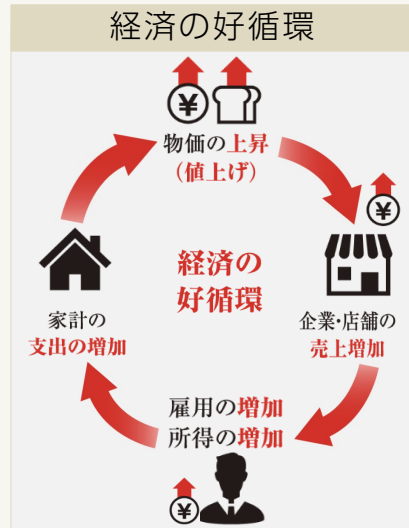 経済の好循環
¥
物価の上昇
(値上げ)
¥
企業・店舗の
売上増加
経済の
好循環
家計の
支出の増加
雇用の増加
所得の増加
¥